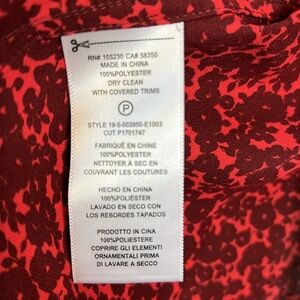 RN# 105230 CA# 58350
MADE IN CHINA
100%POLYESTER
DRY CLEAN
WITH COVERED TRIMS
P
STYLE 19-5-003950-E1003
CUT P1701747
FABRIQUÉ EN CHINE
100%POLYESTER
NETTOYER À SEC EN
COUVRANT LES COUTURES
HECHO EN CHINA
100%POLIÉSTER
LAVADO EN SECO CON
LOS REBORDES TAPADOS
PRODOTTO IN CINA
100%POLIESTERE
COPRIRE GLI ELEMENTI
ORNAMENTALI PRIMA
DI LAVARE A SECCO